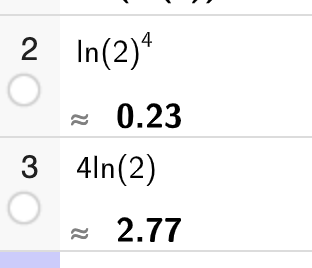 2 ln(2)⁴
≈ 0.23
3 4ln(2)
≈ 2.77